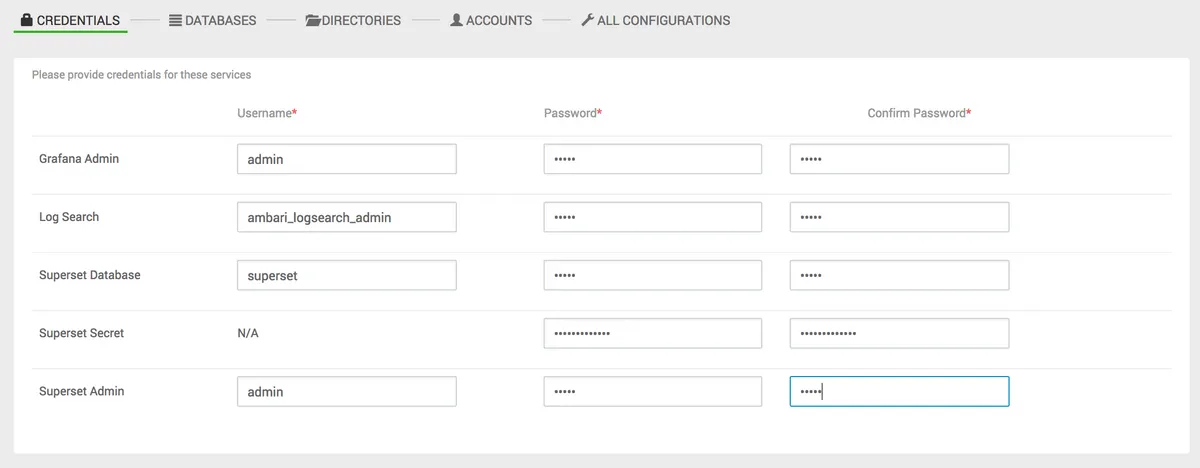 CREDENTIALS DATABASES DIRECTORIES ACCOUNTS ALL CONFIGURATIONS
Please provide credentials for these services
Username* Password* Confirm Password*
Grafana Admin admin ••••• •••••
Log Search ambari_logsearch_admin ••••• •••••
Superset Database superset ••••• •••••
Superset Secret N/A ••••••••••••• •••••••••••••
Superset Admin admin ••••• •••••